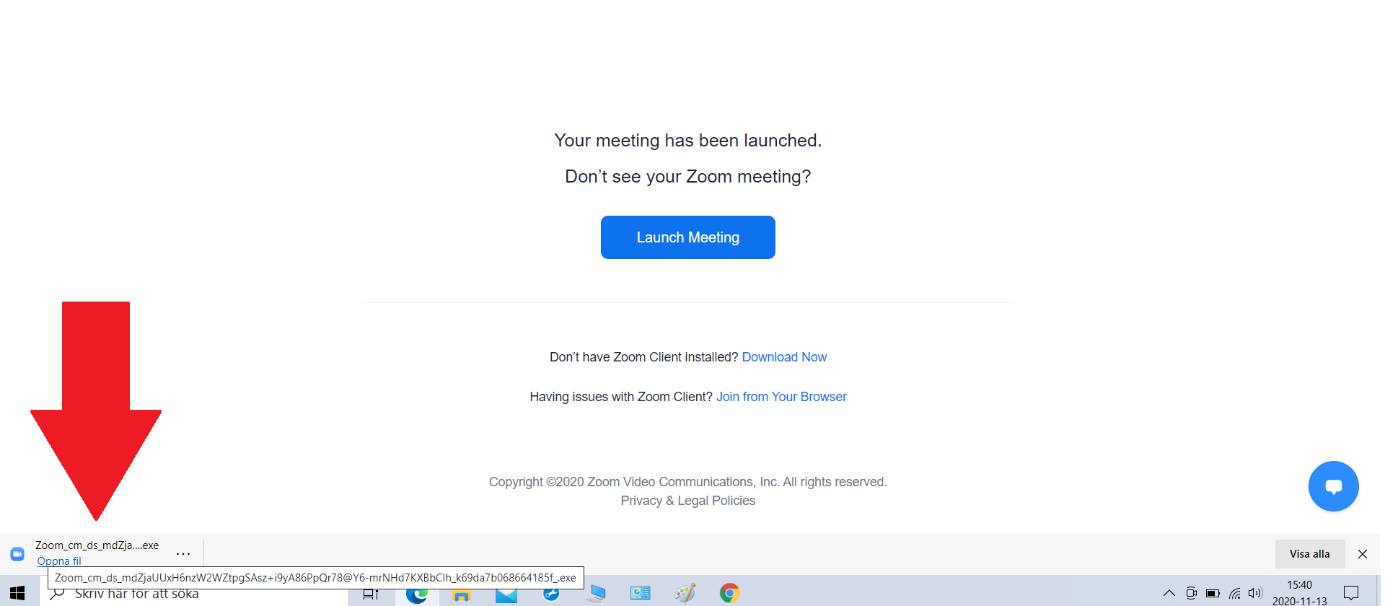 Your meeting has been launched.
Don’t see your Zoom meeting?
Launch Meeting
Don’t have Zoom Client installed? Download Now
Having issues with Zoom Client? Join from Your Browser
Copyright ©2020 Zoom Video Communications, Inc. All rights reserved.
Privacy & Legal Policies
Zoom_cm_ds_mdZja....exe
Öppna fil
Visa alla
Zoom_cm_ds_mdZjaUUxH6nzW2WZtpgSAsz+i9yA86PpQr78@Y6-mrNHd7KXBbClh_k69da7b068664185f_.exe
Skriv här för att söka
15:40
2020-11-13